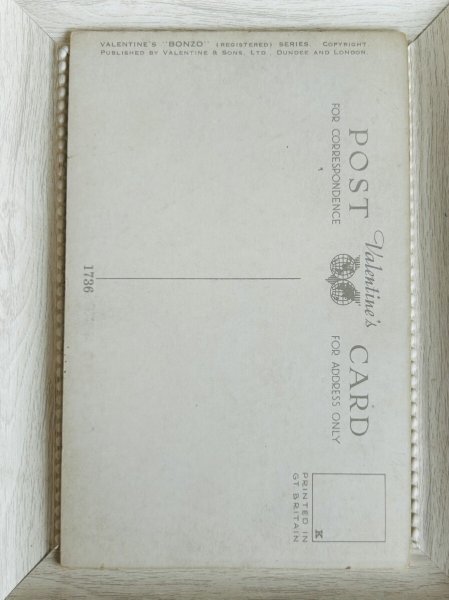 VALENTINE'S "BONZO" (REGISTERED) SERIES. COPYRIGHT.
PUBLISHED BY VALENTINE & SONS, LTD., DUNDEE AND LONDON.
POST CARD
Valentine's
FOR CORRESPONDENCE
FOR ADDRESS ONLY
PRINTED IN
GT. BRITAIN
K
1736